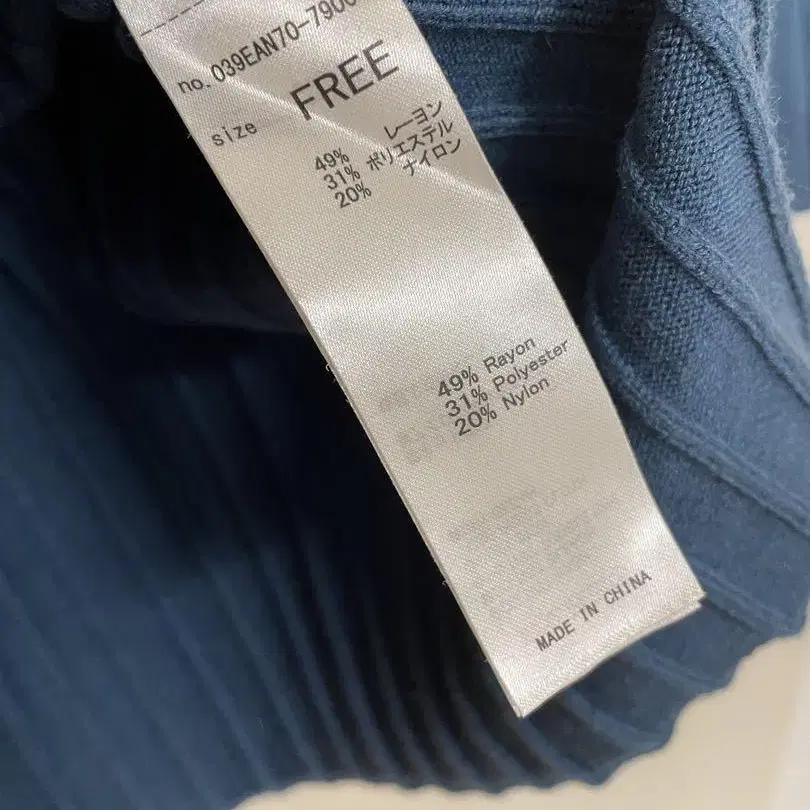 no. 039EAN70-790
size FREE
49% レーヨン
31% ポリエステル
20% ナイロン
49% Rayon
31% Polyester
20% Nylon
MADE IN CHINA